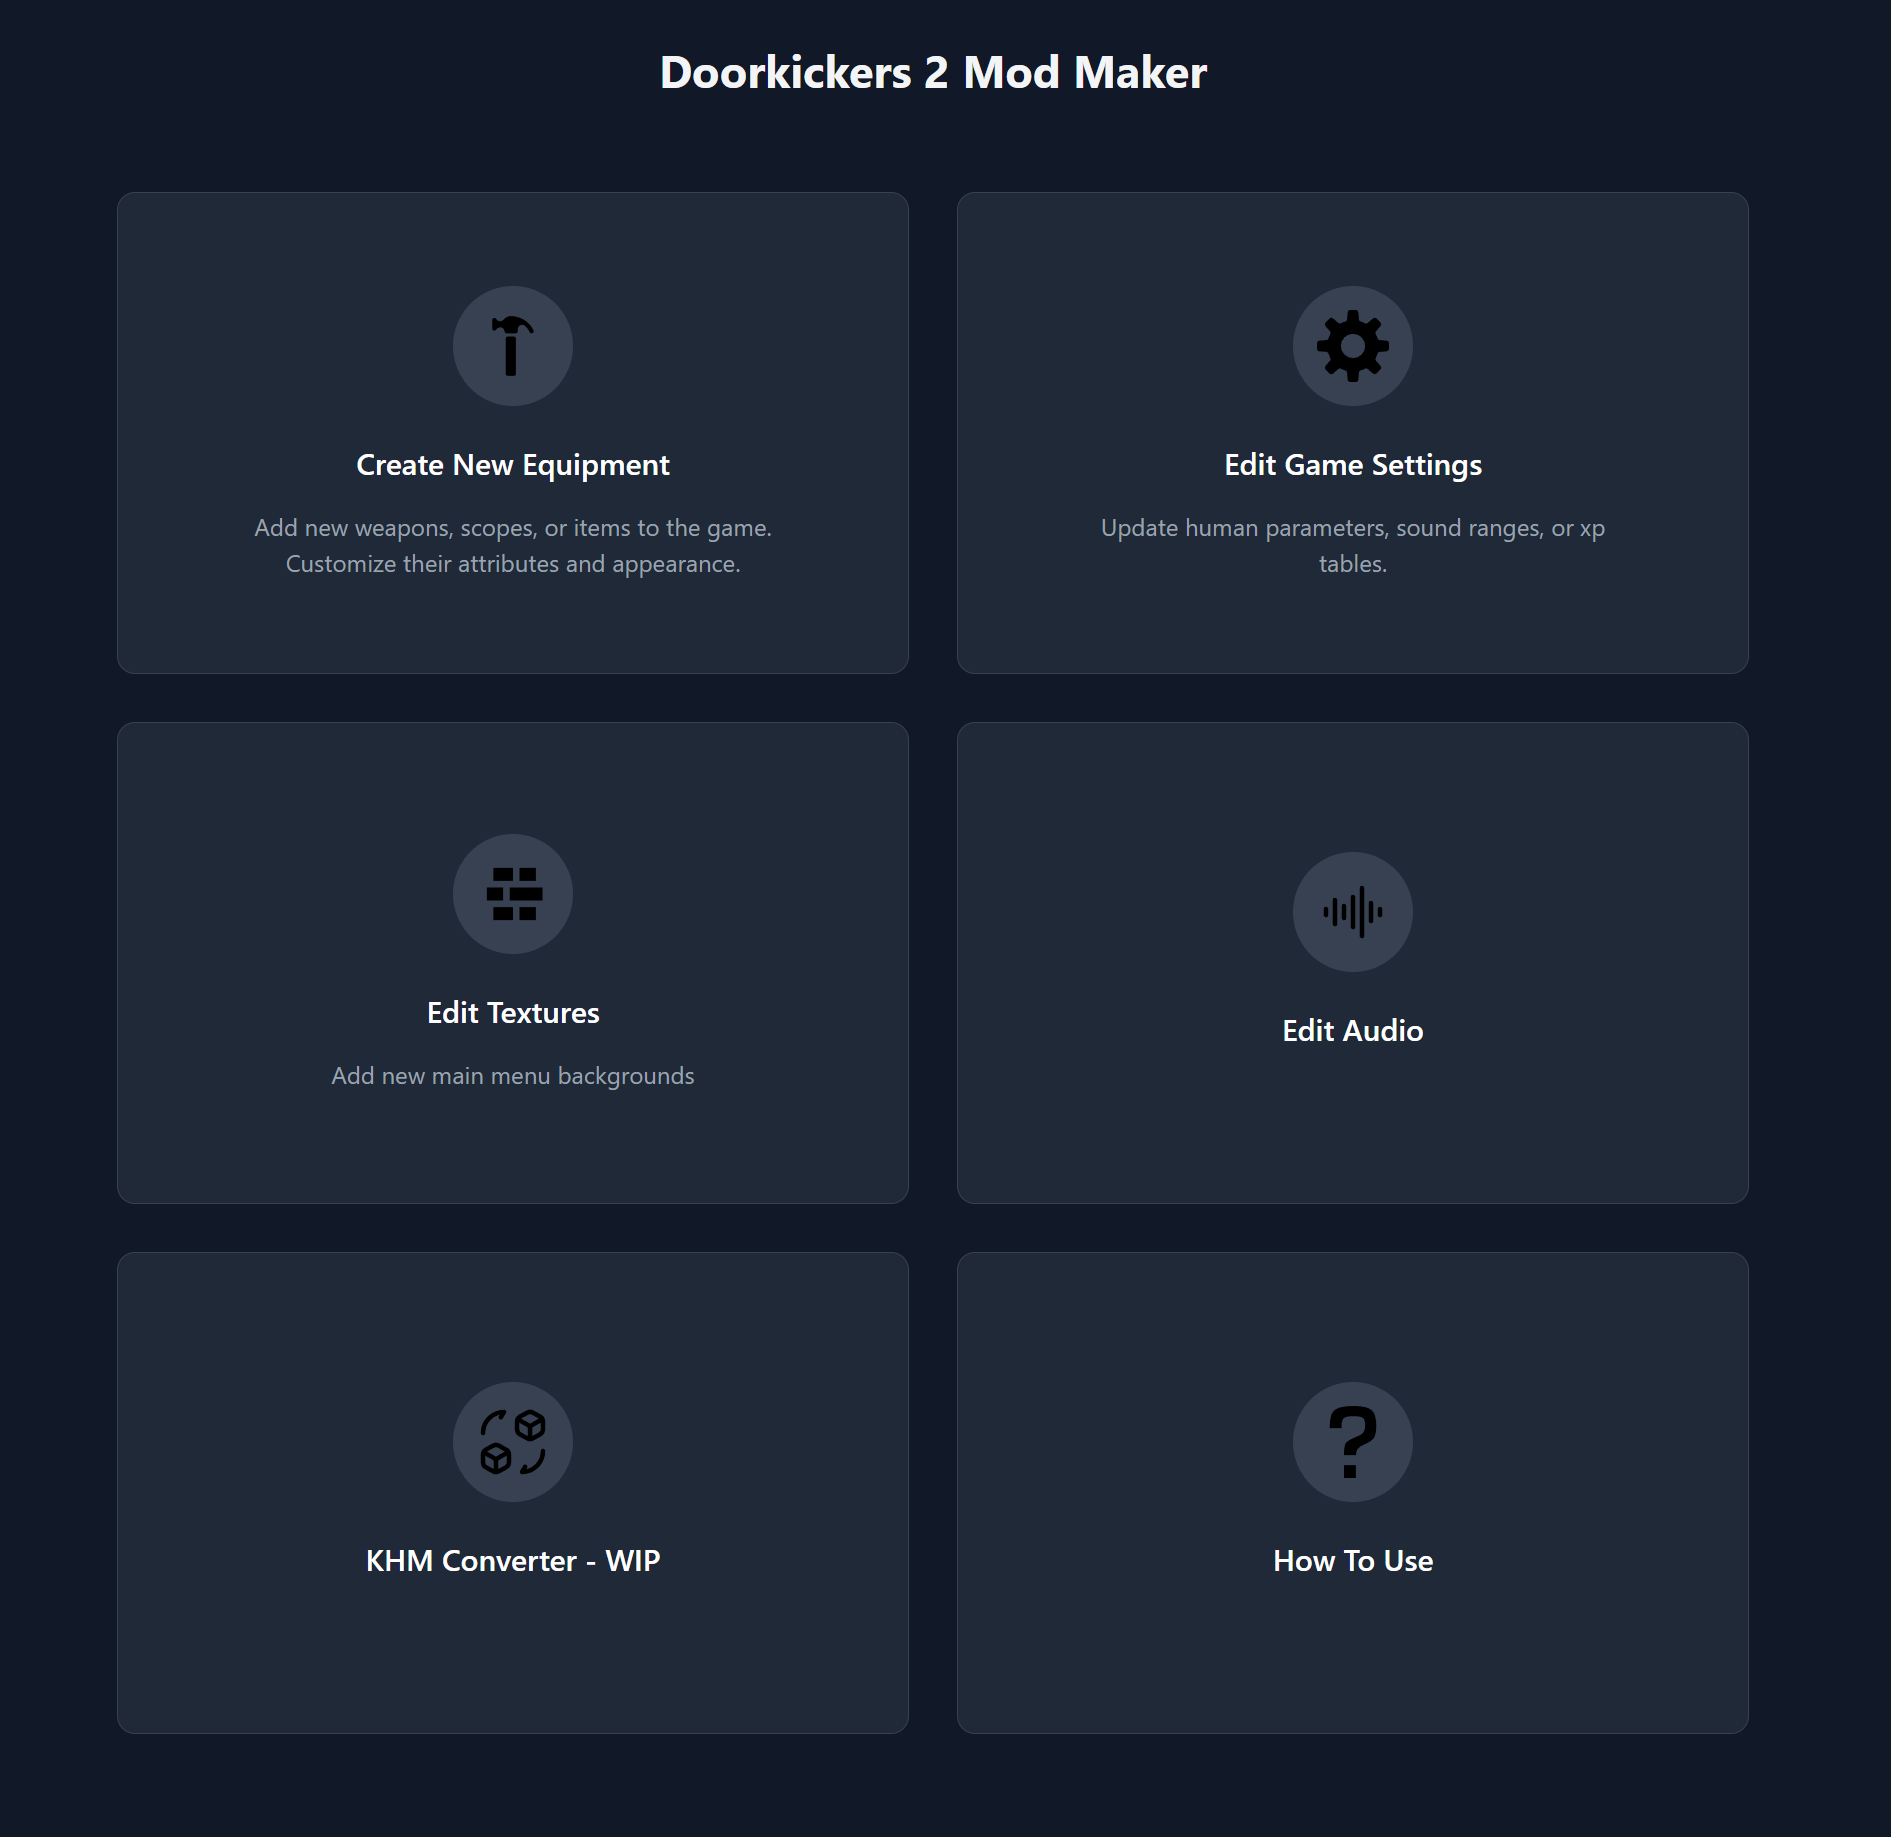 Doorkickers 2 Mod Maker
Create New Equipment
Add new weapons, scopes, or items to the game.
Customize their attributes and appearance.
Edit Game Settings
Update human parameters, sound ranges, or xp
tables.
Edit Textures
Add new main menu backgrounds
Edit Audio
KHM Converter - WIP
How To Use